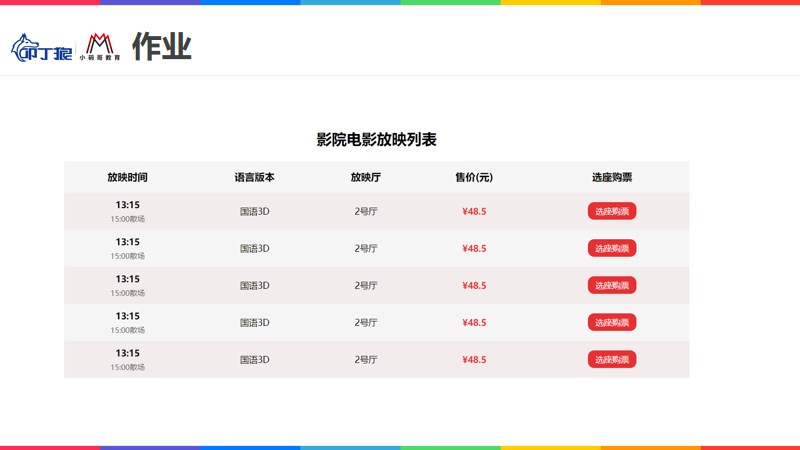 叩丁狼
小码哥教育
作业
影院电影放映列表
放映时间 语言版本 放映厅 售价(元) 选座购票
13:15
15:00散场 国语3D 2号厅 ¥48.5 选座购票
13:15
15:00散场 国语3D 2号厅 ¥48.5 选座购票
13:15
15:00散场 国语3D 2号厅 ¥48.5 选座购票
13:15
15:00散场 国语3D 2号厅 ¥48.5 选座购票
13:15
15:00散场 国语3D 2号厅 ¥48.5 选座购票